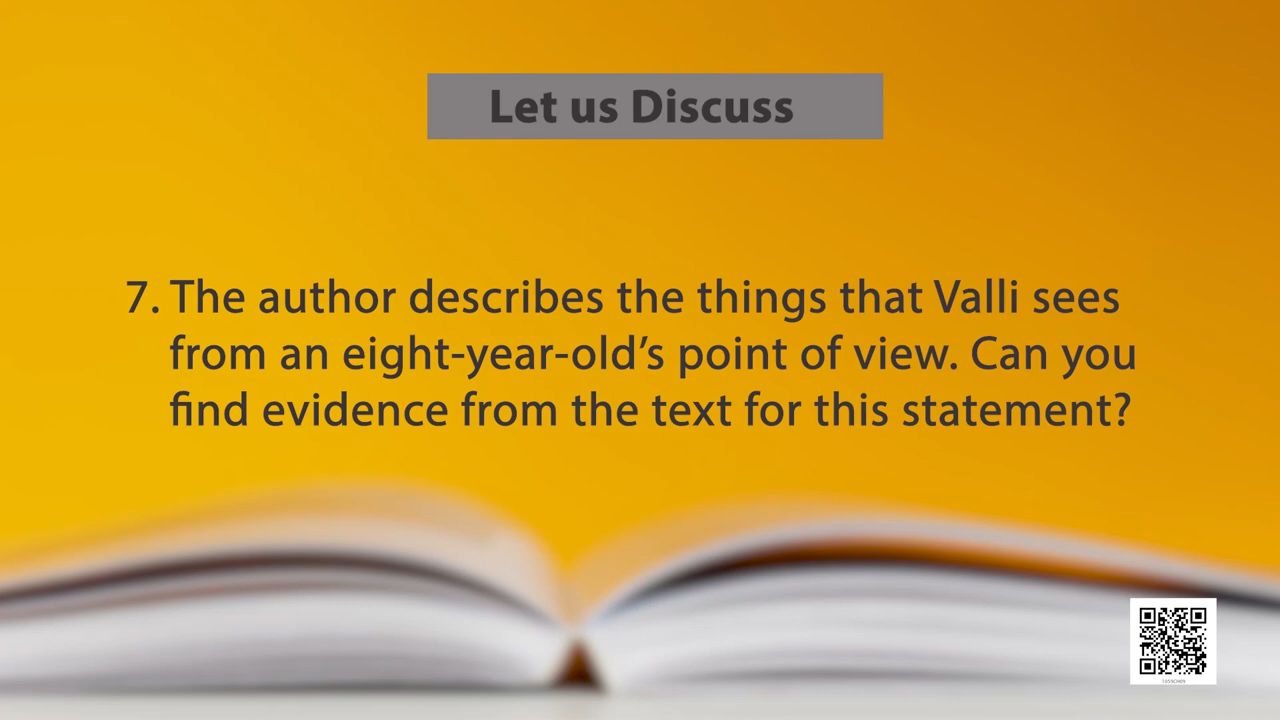 Let us Discuss
7. The author describes the things that Valli sees
from an eight-year-old’s point of view. Can you
find evidence from the text for this statement?